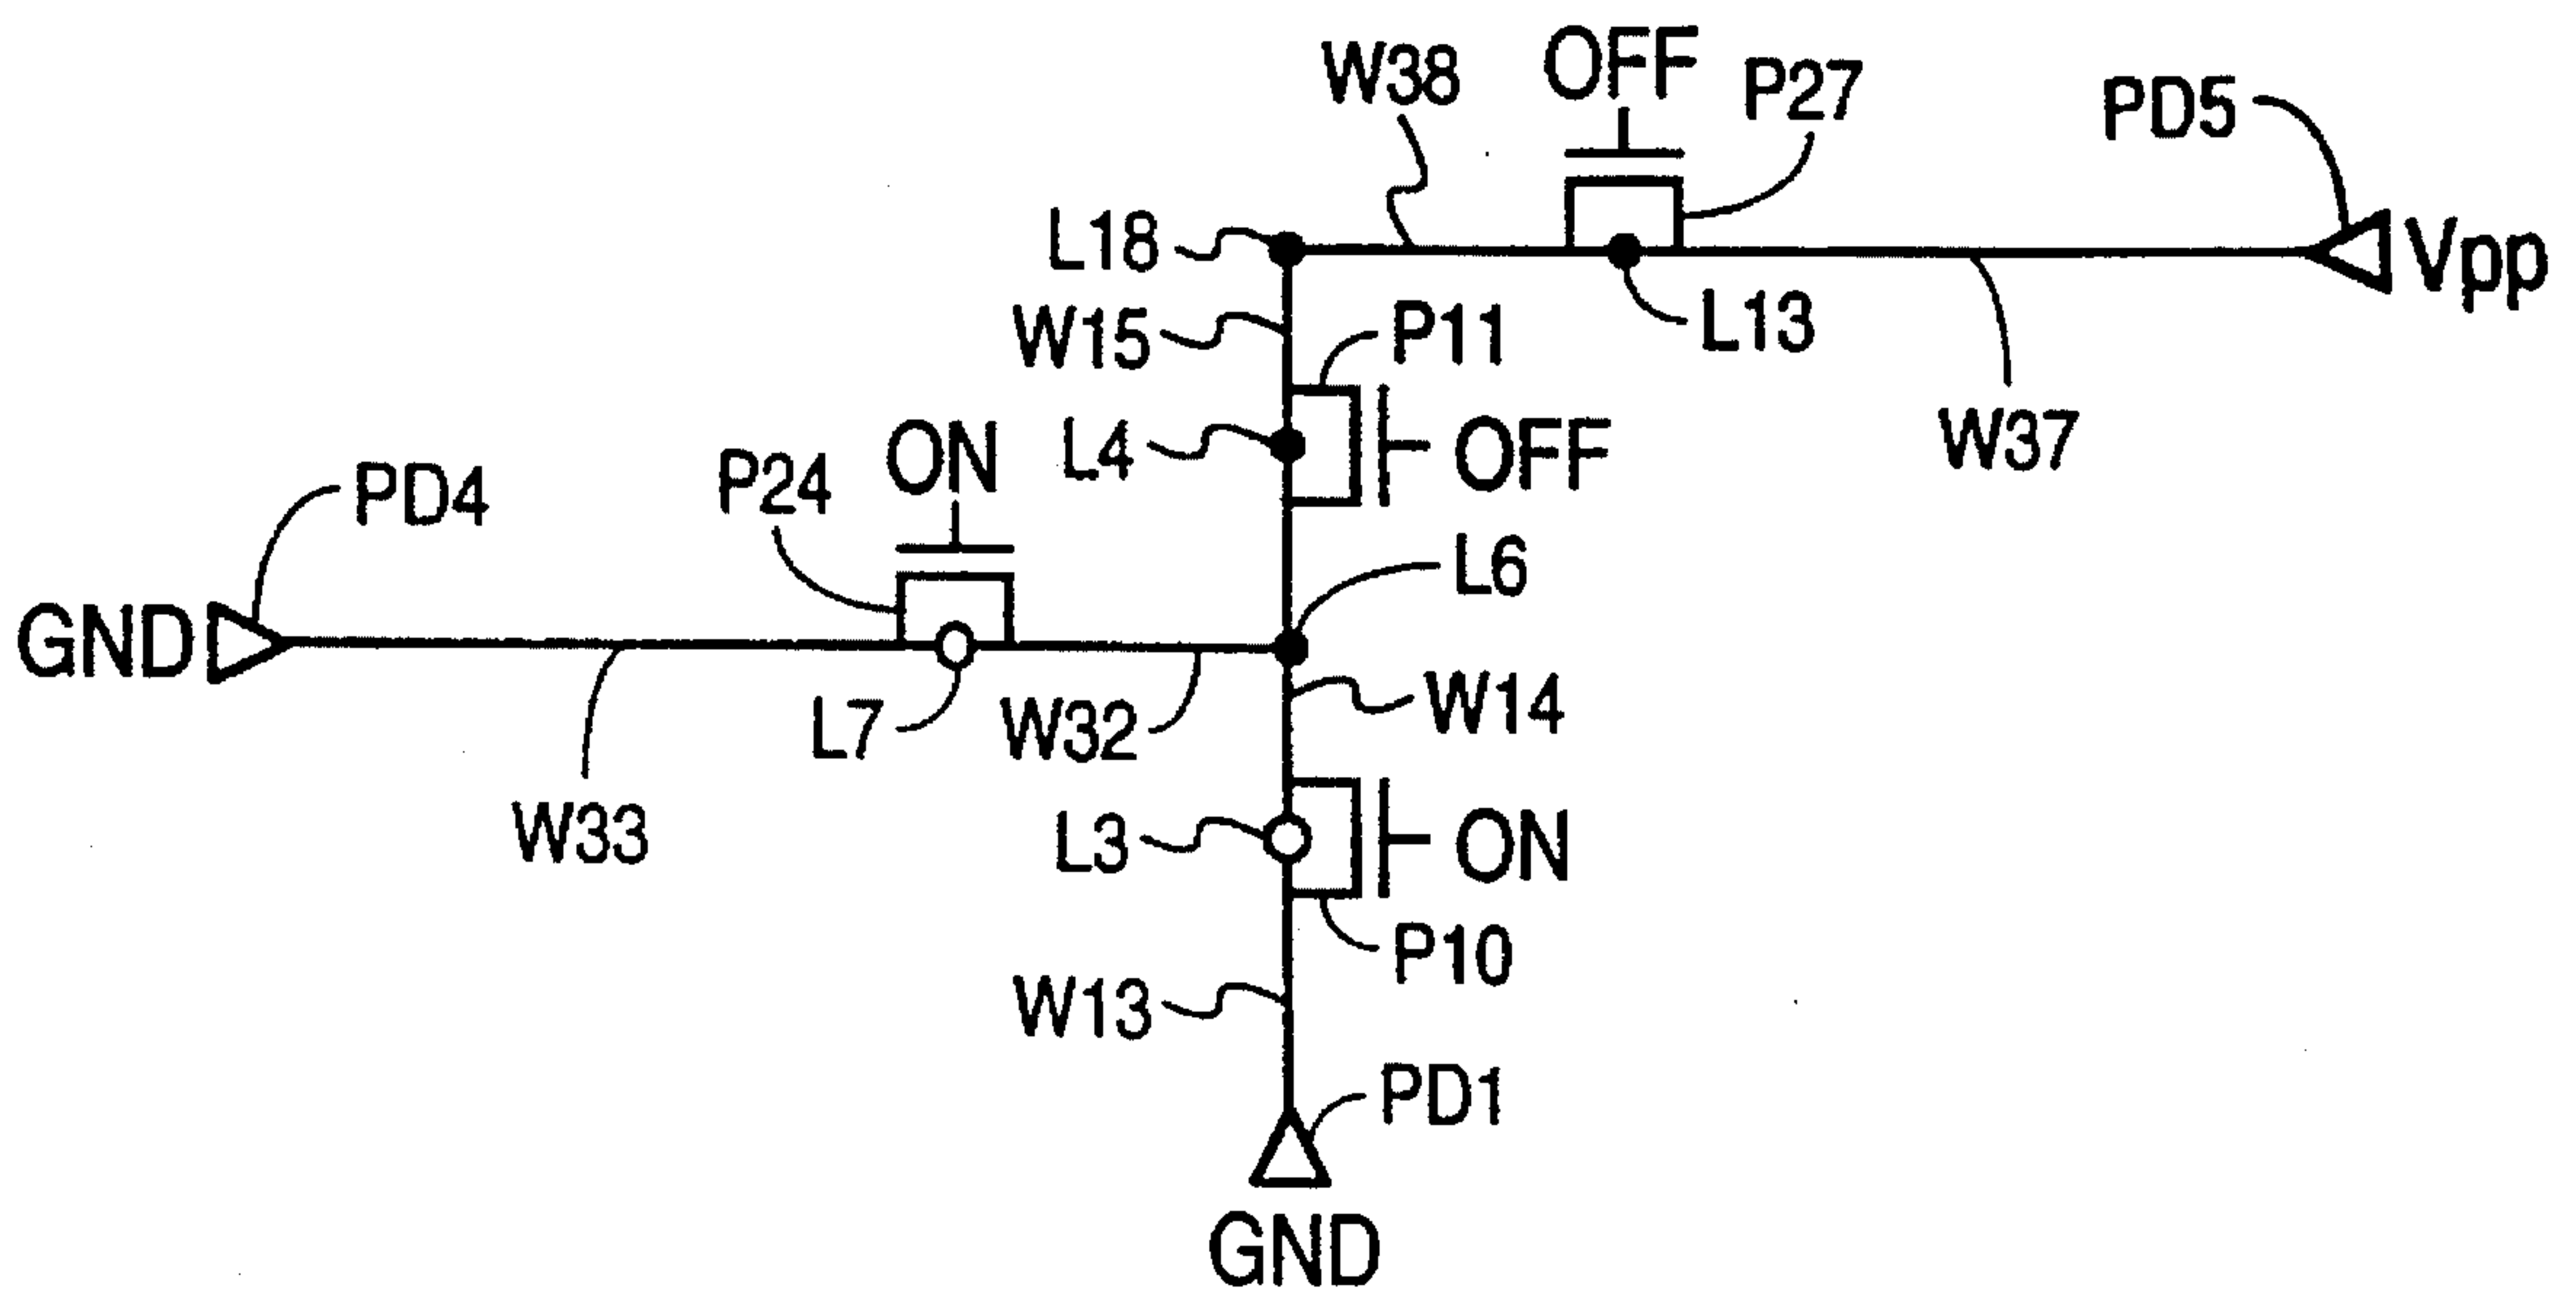 OFF
W38
P27
PD5
L18
Vpp
W15
P11
L13
ON
L4
OFF
W37
P24
PD4
L6
GND
L7
W32
W14
W33
L3
ON
P10
W13
PD1
GND